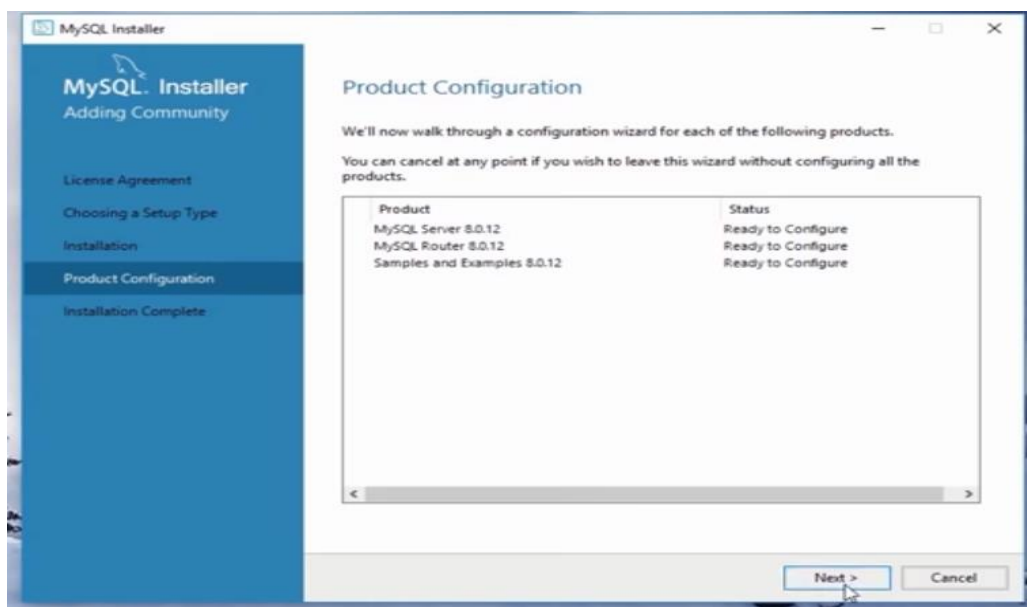 MySQL Installer
MySQL. Installer
Adding Community
License Agreement
Choosing a Setup Type
Installation
Product Configuration
Installation Complete
Product Configuration
We'll now walk through a configuration wizard for each of the following products.
You can cancel at any point if you wish to leave this wizard without configuring all the
products.
Product Status
MySQL Server 8.0.12 Ready to Configure
MySQL Router 8.0.12 Ready to Configure
Samples and Examples 8.0.12 Ready to Configure
Next > Cancel